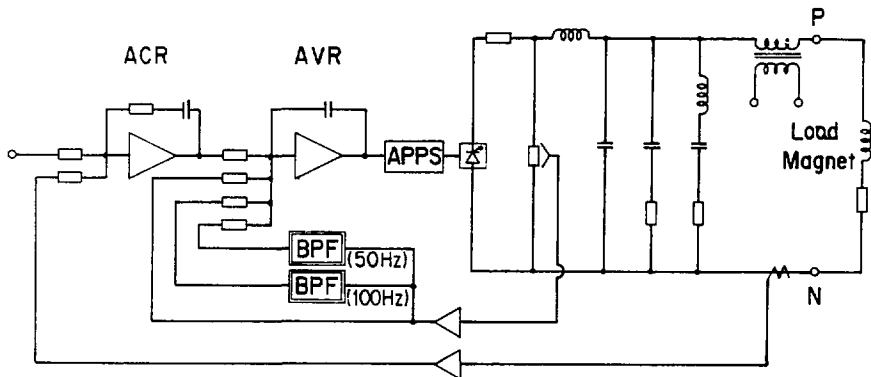 ACR
AVR
P
APPS
Load
Magnet
BPF
(50Hz)
BPF
(100Hz)
N